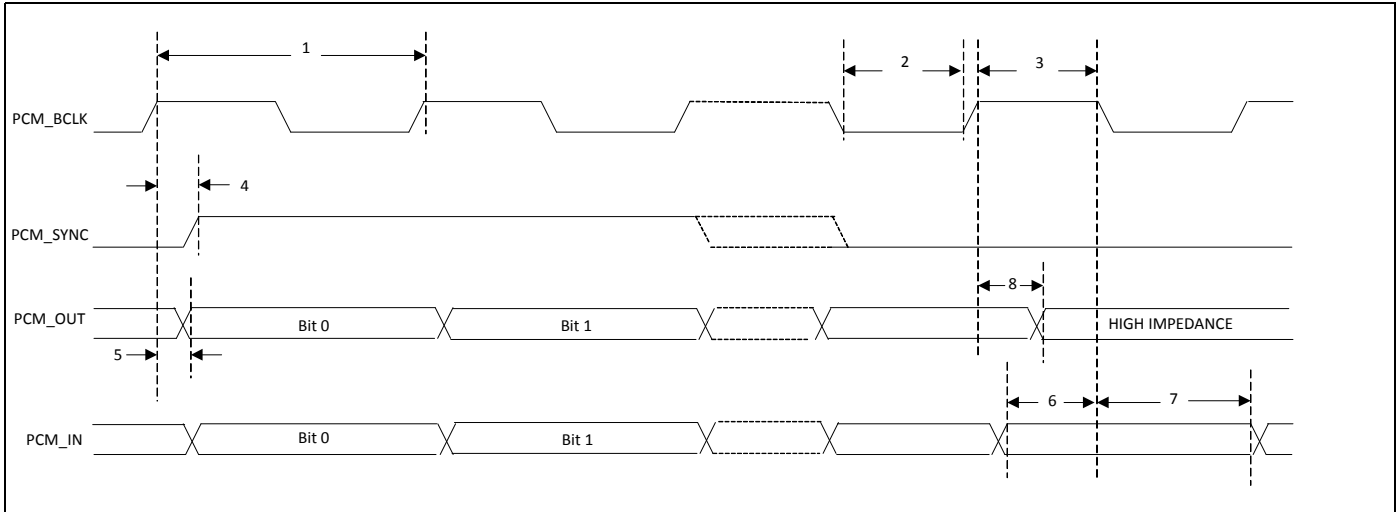 1
2
3
PCM_BCLK
4
PCM_SYNC
8
PCM_OUT
Bit 0
Bit 1
HIGH IMPEDANCE
5
6
7
PCM_IN
Bit 0
Bit 1